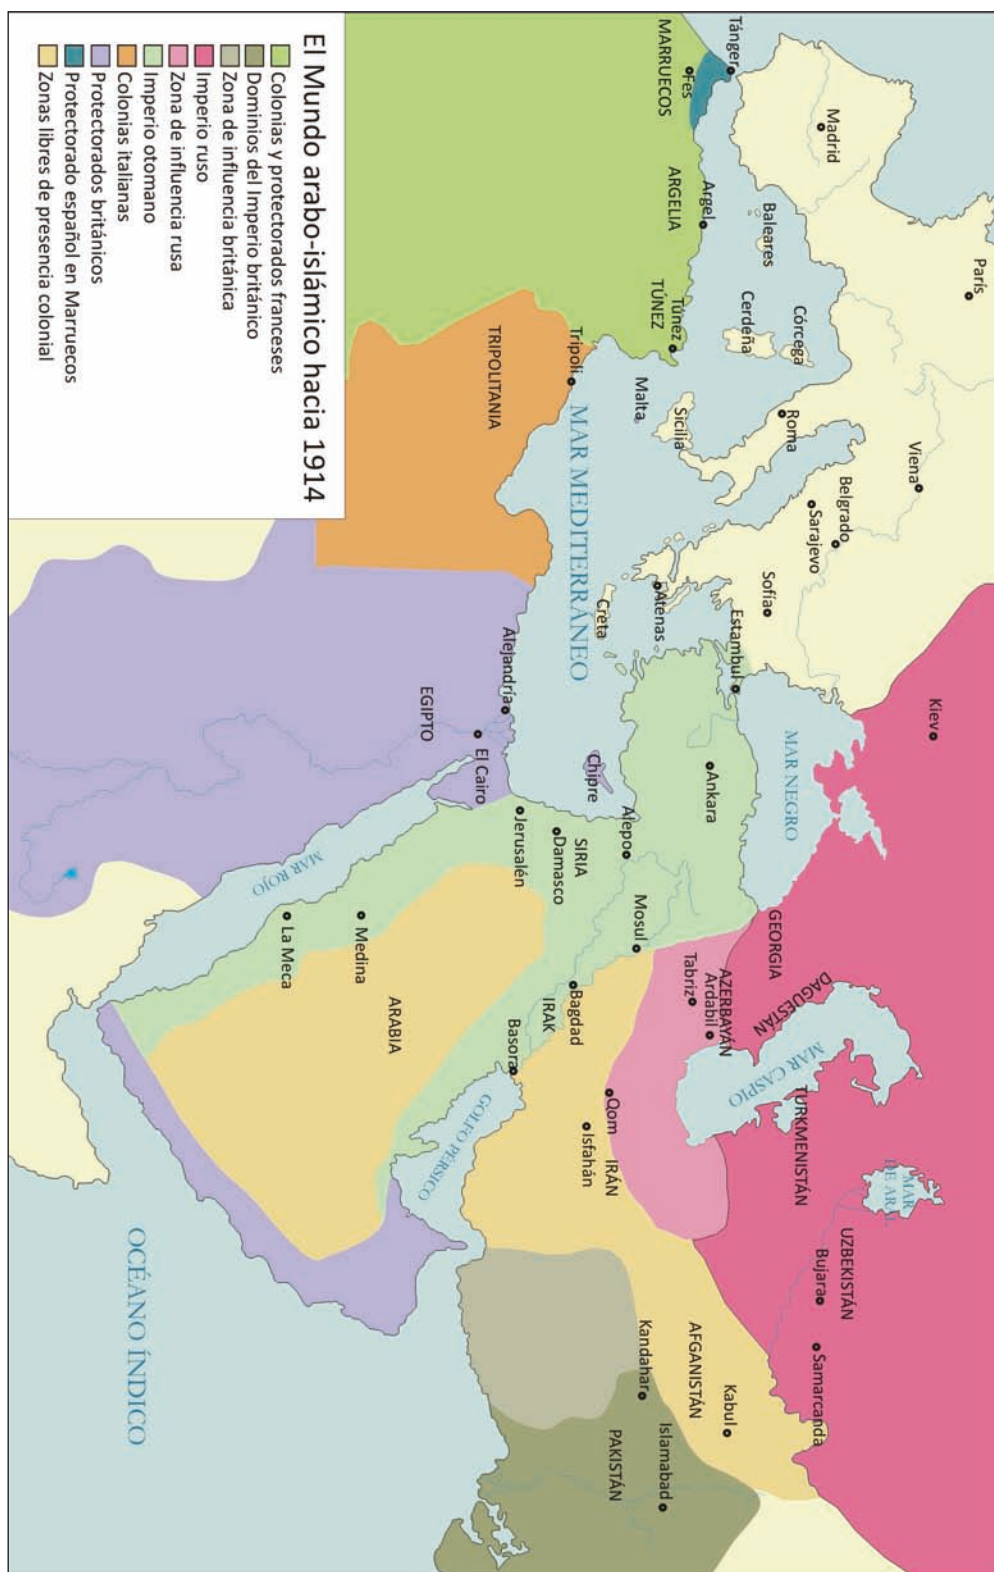 El Mundo arabo-islámico hacia 1914
Colonias y protectorados franceses
Dominios del Imperio británico
Zona de influencia británica
Imperio ruso
Zona de influencia rusa
Imperio otomano
Colonias italianas
Protectorados británicos
Protectorado español en Marruecos
Zonas libres de presencia colonial
París
Kiev
Viena
Madrid
Belgrado
Sarajevo
Córcega
Roma
Sofía
MAR NEGRO
GEORGIA
DAGUESTÁN
MAR CASPIO
TURKMENISTÁN
MAR
DE ARAL
UZBEKISTÁN
Bujara
Samarcanda
Baleares
Cerdeña
Estambul
Ankara
AZERBAYÁN
Ardabil
Tabriz
Kabul
AFGANISTÁN
Tánger
Fes
MARRUECOS
Argel
ARGELIA
Túnez
TÚNEZ
Sicilia
Malta
Atenas
Creta
MAR MEDITERRÁNEO
Chipre
Alepo
Mosul
SIRIA
Damasco
Jerusalén
Bagdad
IRAK
Basora
Qom
Isfahán
IRÁN
Kandahar
Islamabad
PAKISTÁN
Trípoli
TRIPOLITANIA
Alejandría
El Cairo
EGIPTO
MAR ROJO
Medina
La Meca
ARABIA
GOLFO PÉRSICO
OCÉANO ÍNDICO